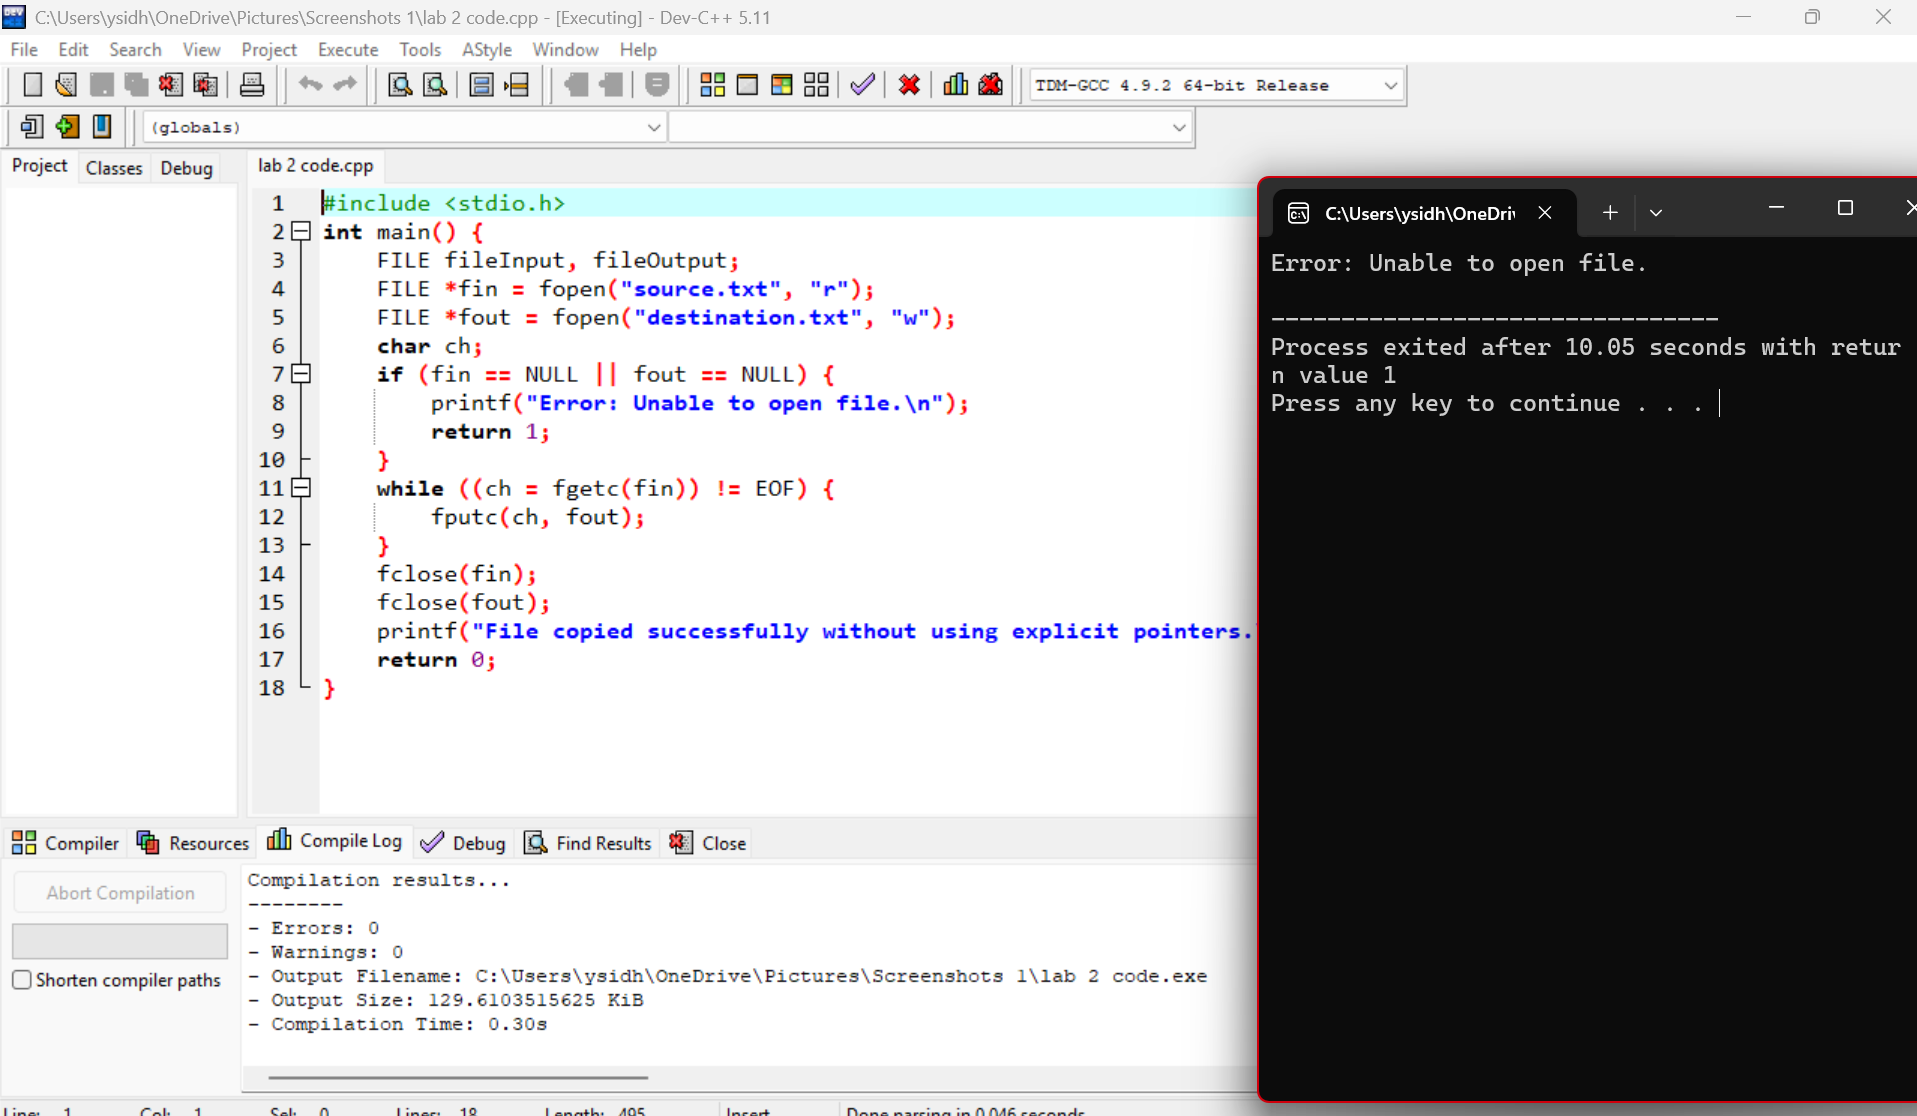 C:\Users\ysidh\OneDrive\Pictures\Screenshots 1\lab 2 code.cpp - [Executing] - Dev-C++ 5.11
File Edit Search View Project Execute Tools AStyle Window Help
TDM-GCC 4.9.2 64-bit Release
(globals)
Project Classes Debug
lab 2 code.cpp
1 #include <stdio.h>
2 int main() {
3 FILE fileInput, fileOutput;
4 FILE *fin = fopen("source.txt", "r");
5 FILE *fout = fopen("destination.txt", "w");
6 char ch;
7 if (fin == NULL || fout == NULL) {
8 printf("Error: Unable to open file.\n");
9 return 1;
10 }
11 while ((ch = fgetc(fin)) != EOF) {
12 fputc(ch, fout);
13 }
14 fclose(fin);
15 fclose(fout);
16 printf("File copied successfully without using explicit pointers.
17 return 0;
18 }
C:\Users\ysidh\OneDri
Error: Unable to open file.
--------------------------------
Process exited after 10.05 seconds with retur
n value 1
Press any key to continue . . .
Compiler Resources Compile Log Debug Find Results Close
Abort Compilation
Shorten compiler paths
Compilation results...
--------
- Errors: 0
- Warnings: 0
- Output Filename: C:\Users\ysidh\OneDrive\Pictures\Screenshots 1\lab 2 code.exe
- Output Size: 129.6103515625 KiB
- Compilation Time: 0.30s
Line: 1 Col: 1 Sel: 0 Lines: 18 Length: 495 Insert Done parsing in 0.046 seconds